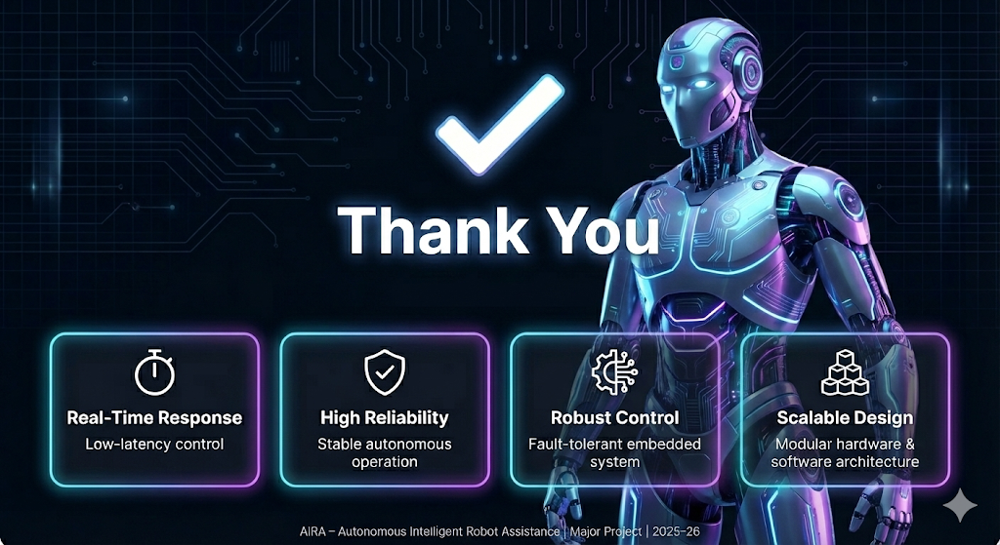 Thank You
Real-Time Response
Low-latency control
High Reliability
Stable autonomous
operation
Robust Control
Fault-tolerant embedded
system
Scalable Design
Modular hardware &
software architecture
AIRA – Autonomous Intelligent Robot Assistance | Major Project | 2025–26